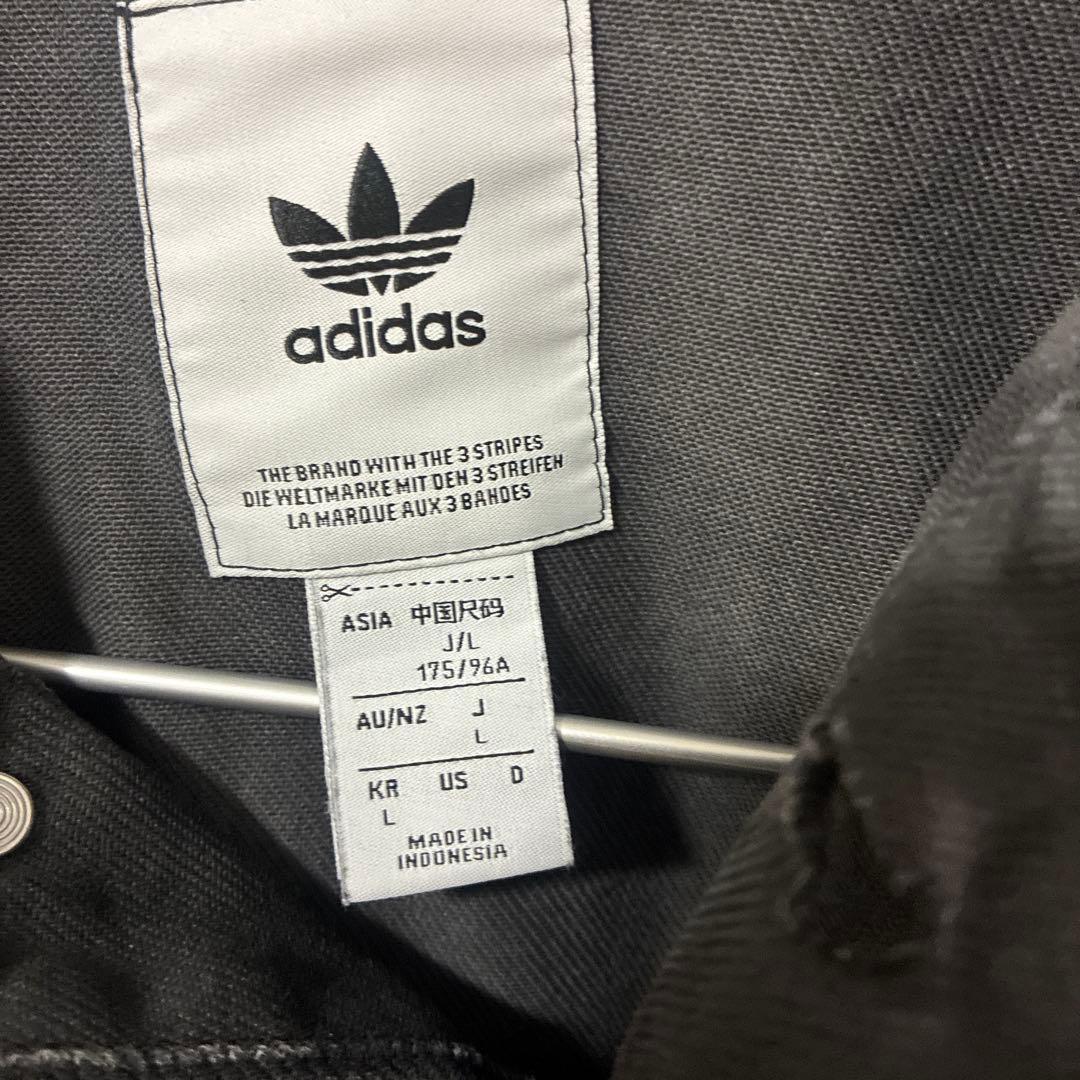 adidas
THE BRAND WITH THE 3 STRIPES
DIE WELTMARKE MIT DEN 3 STREIFEN
LA MARQUE AUX 3 BANDES
ASIA 中国尺码
J/L
175/96A
AU/NZ J
L
KR US D
L
MADE IN
INDONESIA